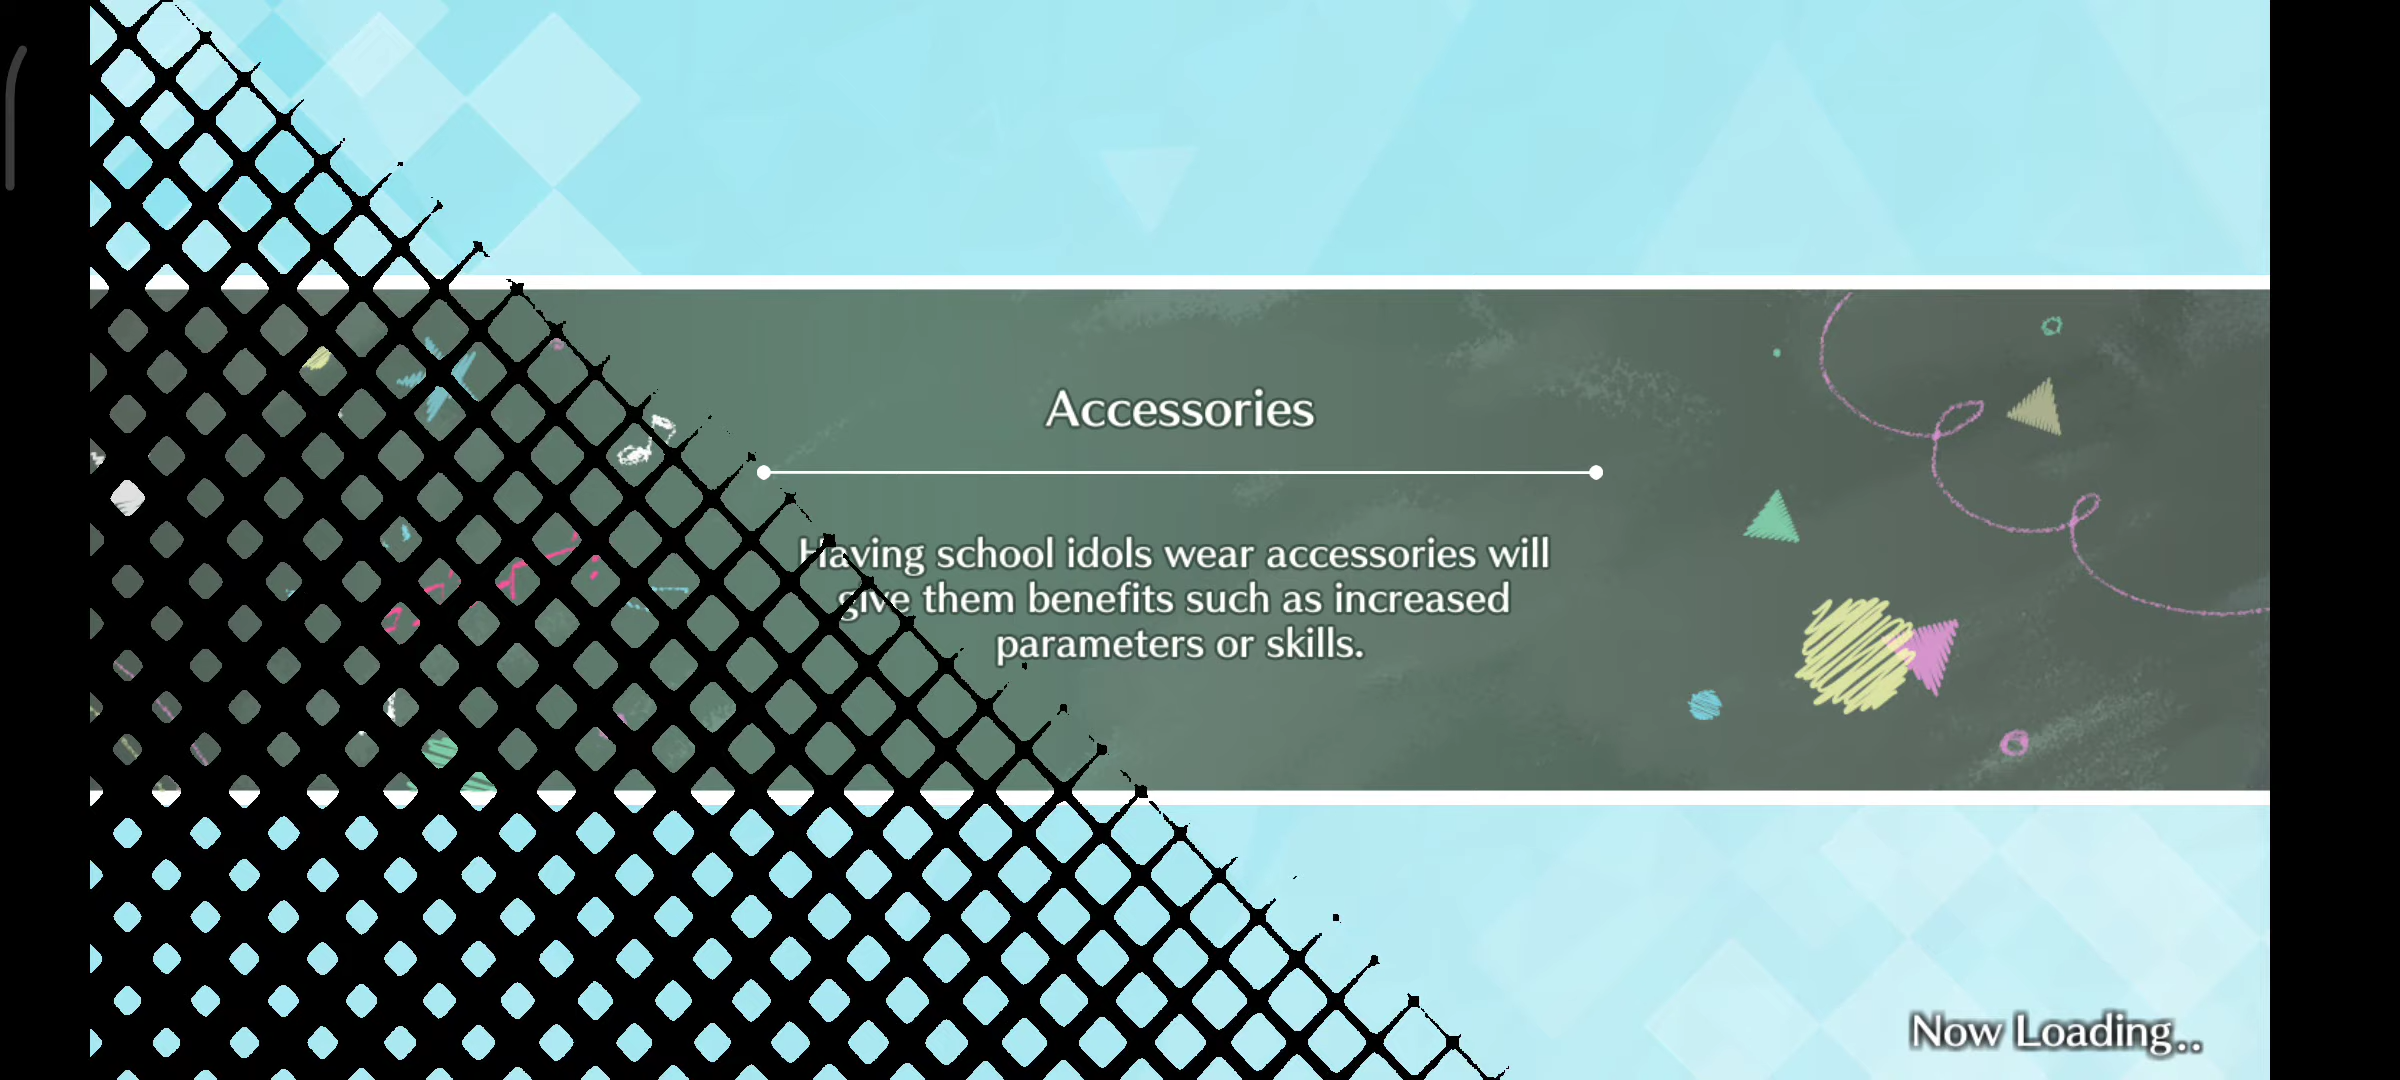 Accessories
Having school idols wear accessories will
give them benefits such as increased
parameters or skills.
Now Loading..